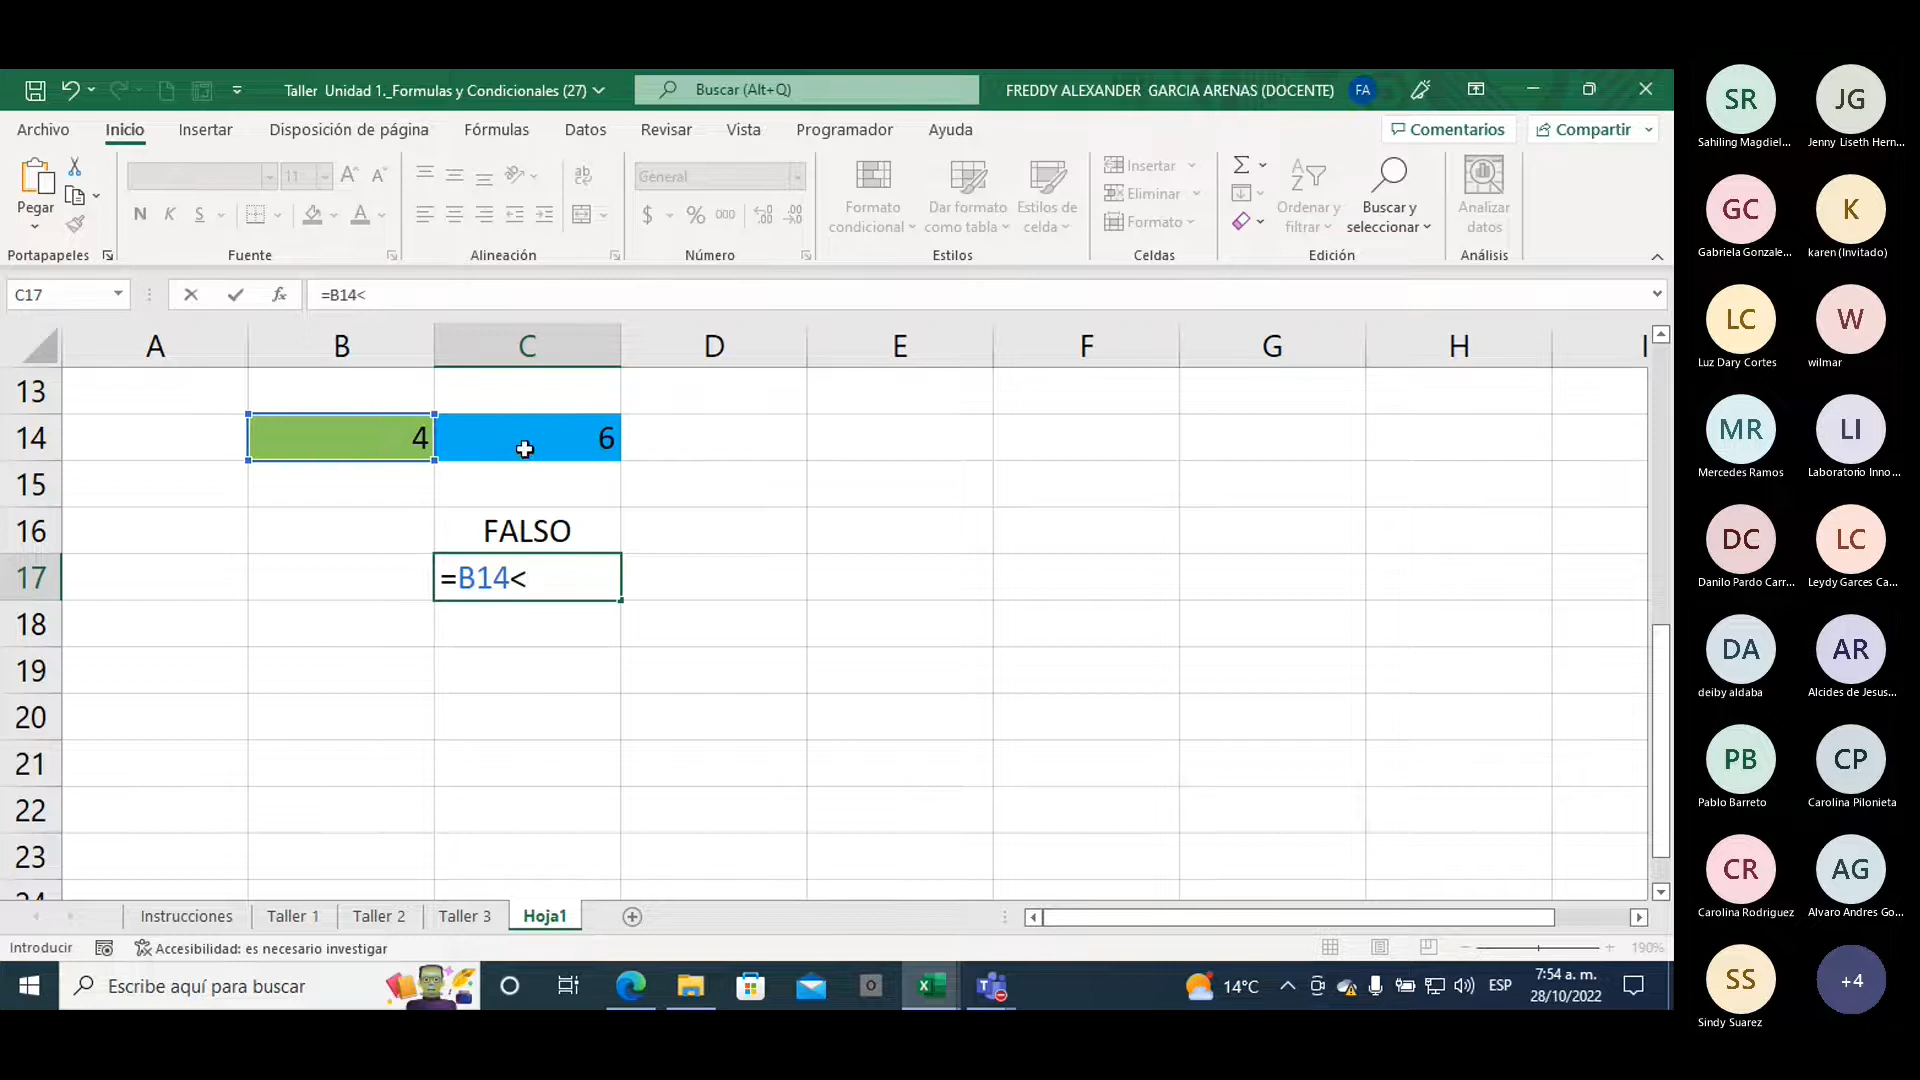 Taller Unidad 1._Formulas y Condicionales (27)
Buscar (Alt+Q)
FREDDY ALEXANDER GARCIA ARENAS (DOCENTE)
FA
Archivo Inicio Insertar Disposición de página Fórmulas Datos Revisar Vista Programador Ayuda
Comentarios Compartir
Pegar
Portapapeles
11
N K S
Fuente
ab
Alineación
General
$ % 000
Número
Formato condicional
Dar formato como tabla
Estilos de celda
Estilos
Insertar
Eliminar
Formato
Celdas
Ordenar y filtrar
Buscar y seleccionar
Edición
Analizar datos
Análisis
C17 fx =B14<
A B C D E F G H I
13
14 4 6
15
16 FALSO
17 =B14<
18
19
20
21
22
23
24
Instrucciones Taller 1 Taller 2 Taller 3 Hoja1
Introducir Accesibilidad: es necesario investigar 190%
Escribe aquí para buscar
14°C ESP
7:54 a. m.
28/10/2022
SR JG
Sahiling Magdiel... Jenny Liseth Hern...
GC K
Gabriela Gonzale... karen (Invitado)
LC W
Luz Dary Cortes wilmar
MR LI
Mercedes Ramos Laboratorio Inno...
DC LC
Danilo Pardo Carr... Leydy Garces Ca...
DA AR
deiby aldaba Alcides de Jesus...
PB CP
Pablo Barreto Carolina Pilonieta
CR AG
Carolina Rodriguez Alvaro Andres Go...
SS +4
Sindy Suarez